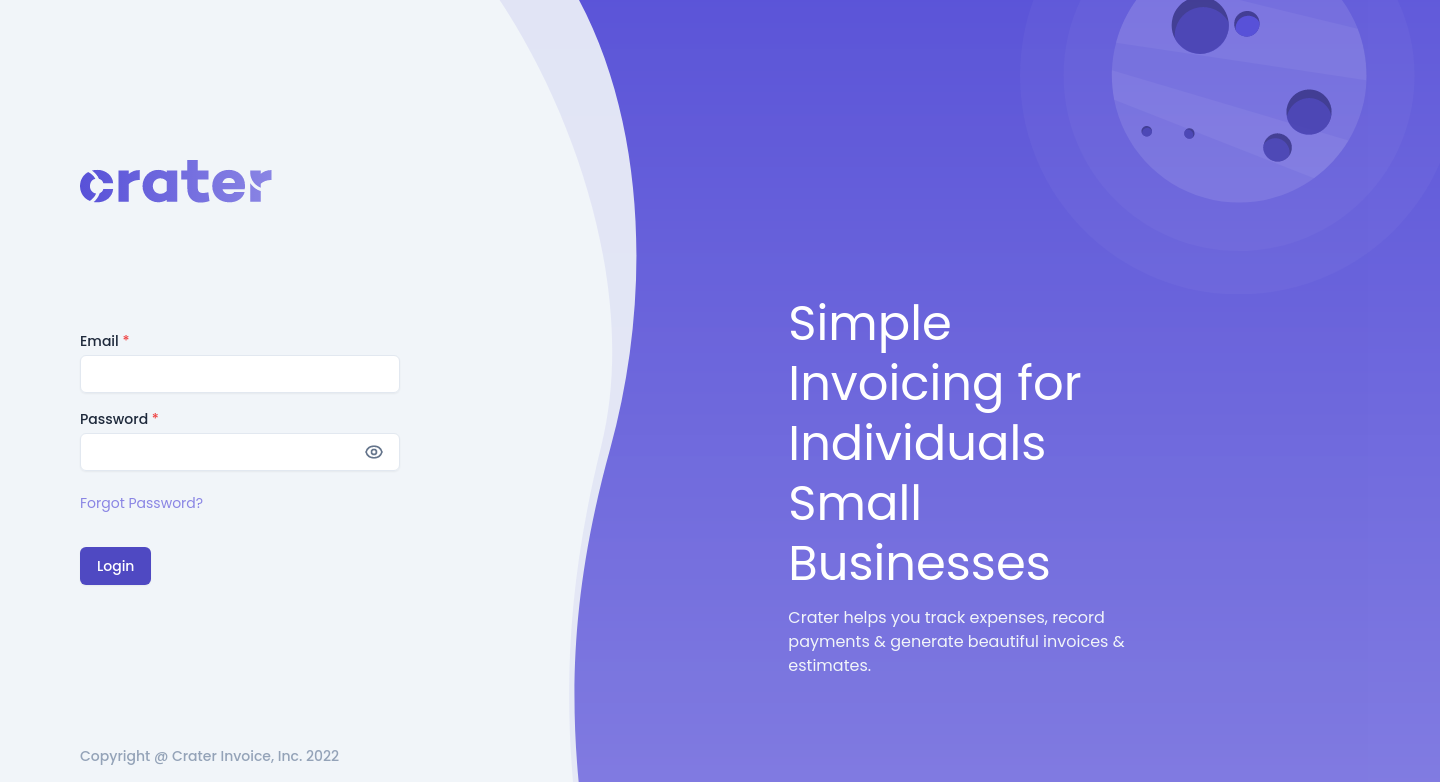 crater
Email *
Password *
Forgot Password?
Login
Copyright @ Crater Invoice, Inc. 2022
Simple
Invoicing for
Individuals
Small
Businesses
Crater helps you track expenses, record
payments & generate beautiful invoices &
estimates.